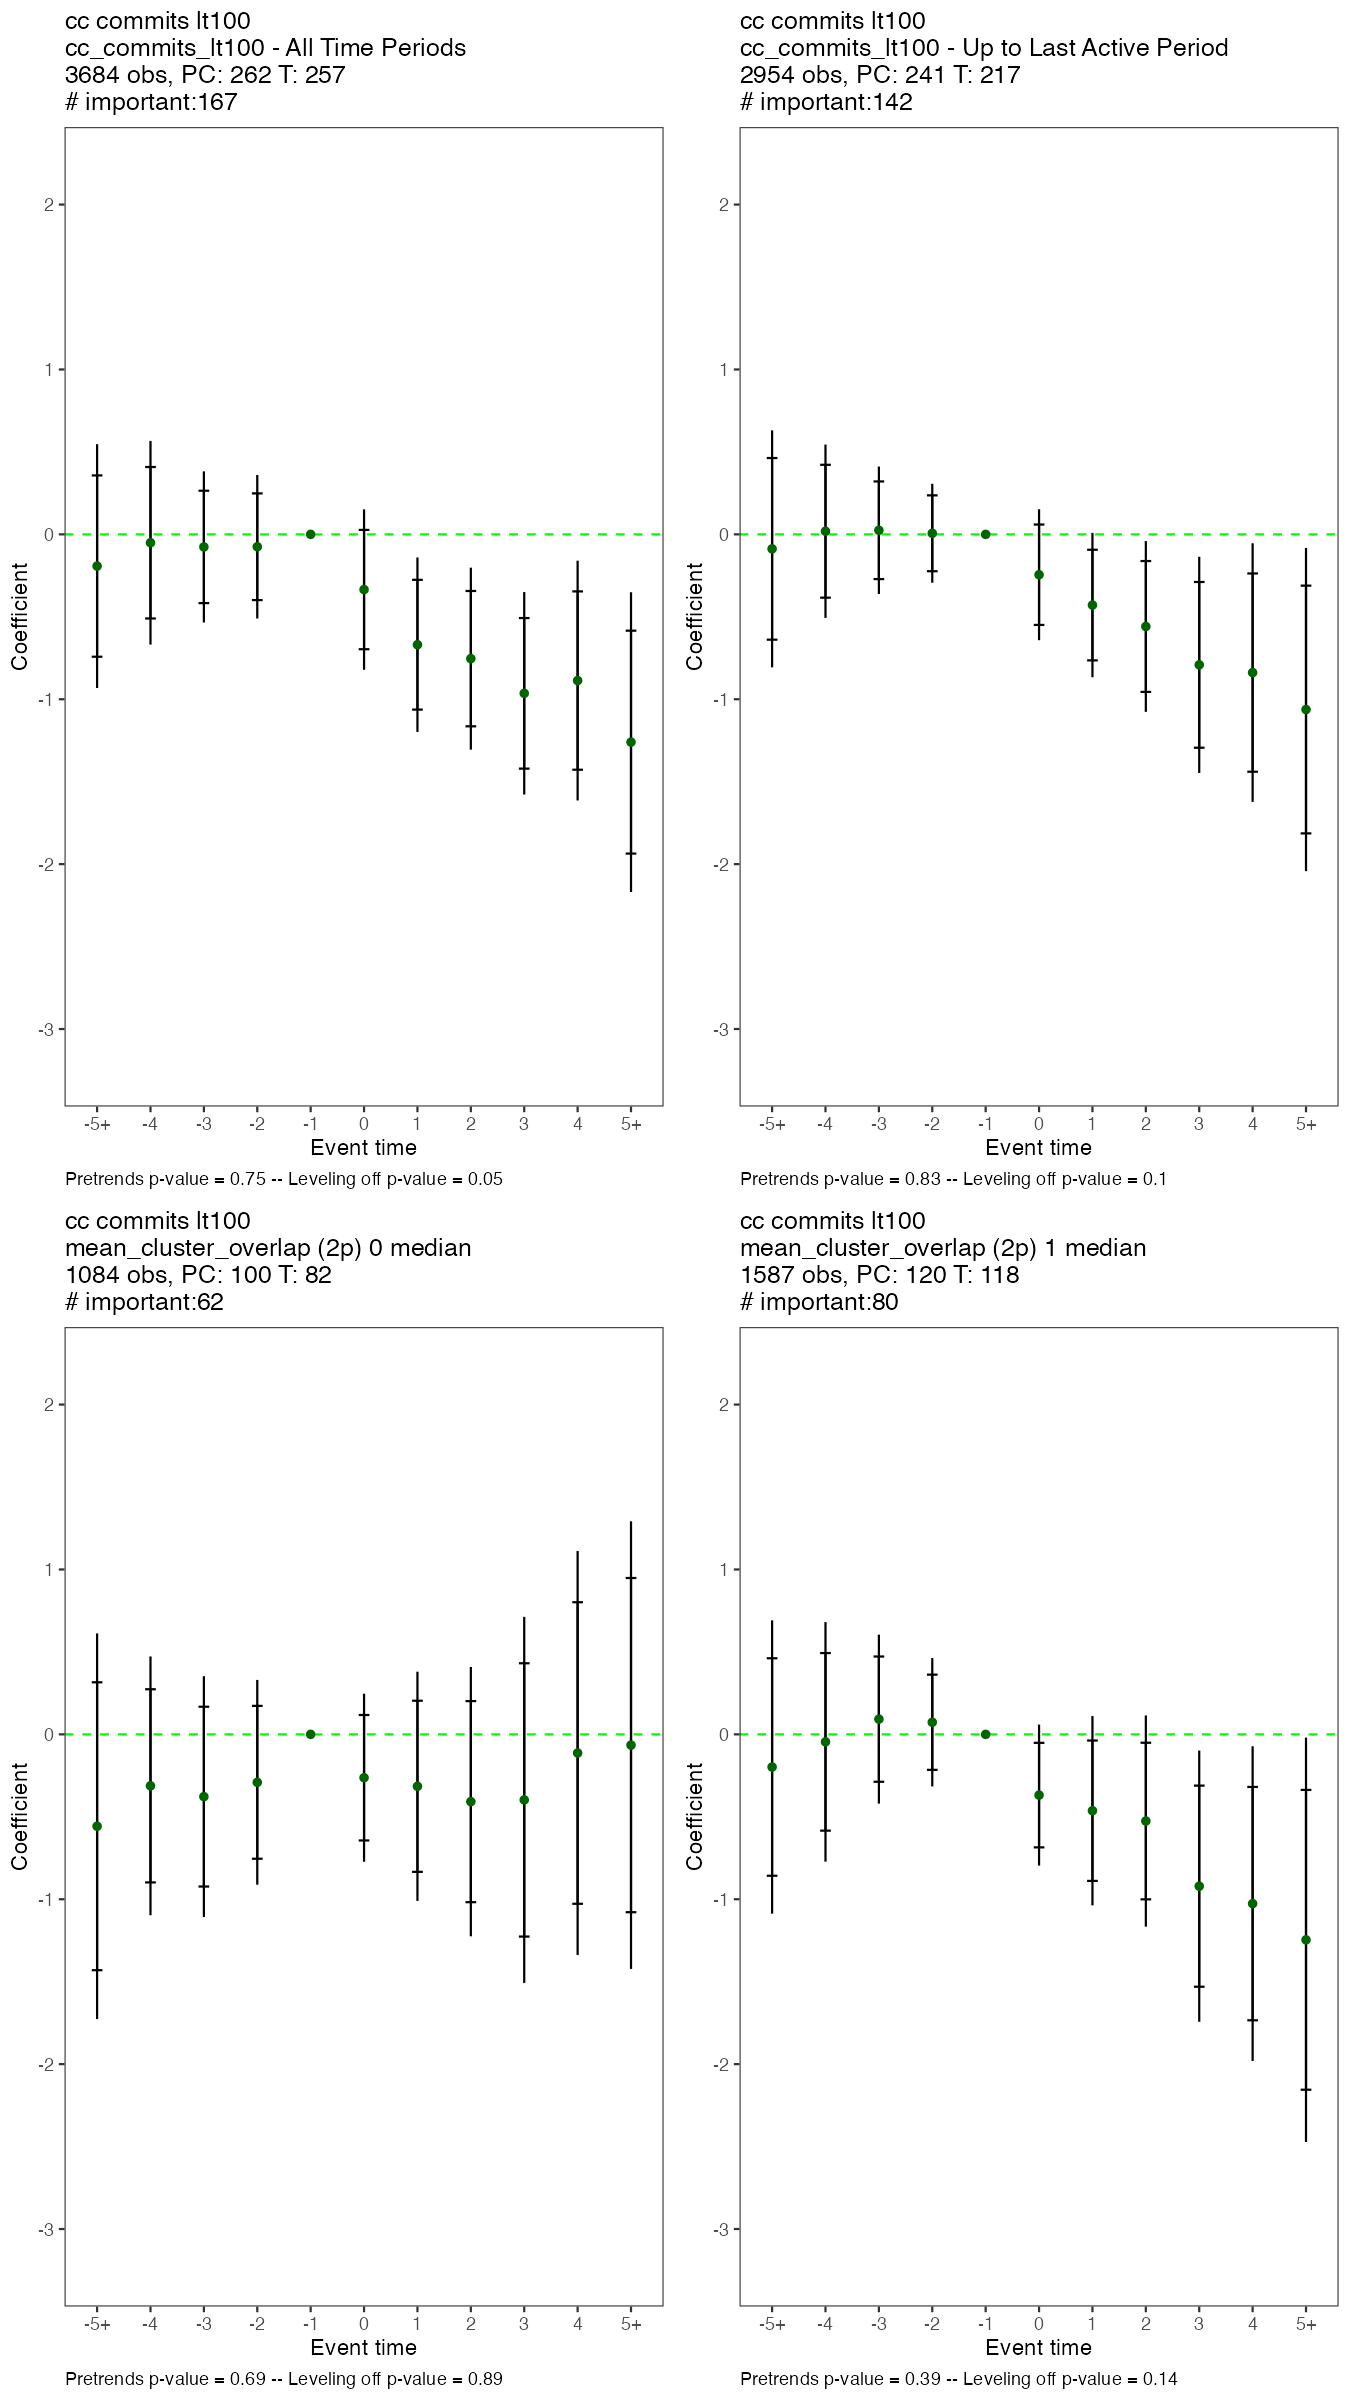 cc commits lt100
cc_commits_lt100 - All Time Periods
3684 obs, PC: 262 T: 257
# important:167
2
1
0
-1
-2
-3
Coefficient
-5+ -4 -3 -2 -1 0 1 2 3 4 5+
Event time
Pretrends p-value = 0.75 -- Leveling off p-value = 0.05
cc commits lt100
cc_commits_lt100 - Up to Last Active Period
2954 obs, PC: 241 T: 217
# important:142
2
1
0
-1
-2
-3
Coefficient
-5+ -4 -3 -2 -1 0 1 2 3 4 5+
Event time
Pretrends p-value = 0.83 -- Leveling off p-value = 0.1
cc commits lt100
mean_cluster_overlap (2p) 0 median
1084 obs, PC: 100 T: 82
# important:62
2
1
0
-1
-2
-3
Coefficient
-5+ -4 -3 -2 -1 0 1 2 3 4 5+
Event time
Pretrends p-value = 0.69 -- Leveling off p-value = 0.89
cc commits lt100
mean_cluster_overlap (2p) 1 median
1587 obs, PC: 120 T: 118
# important:80
2
1
0
-1
-2
-3
Coefficient
-5+ -4 -3 -2 -1 0 1 2 3 4 5+
Event time
Pretrends p-value = 0.39 -- Leveling off p-value = 0.14